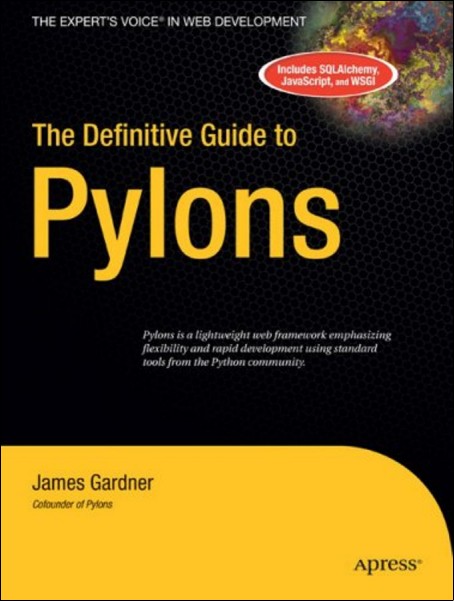 THE EXPERT'S VOICE® IN WEB DEVELOPMENT
Includes SQLAlchemy,
JavaScript, and WSGI
The Definitive Guide to
Pylons
Pylons is a lightweight web framework emphasizing
flexibility and rapid development using standard
tools from the Python community.
James Gardner
Cofounder of Pylons
Apress®